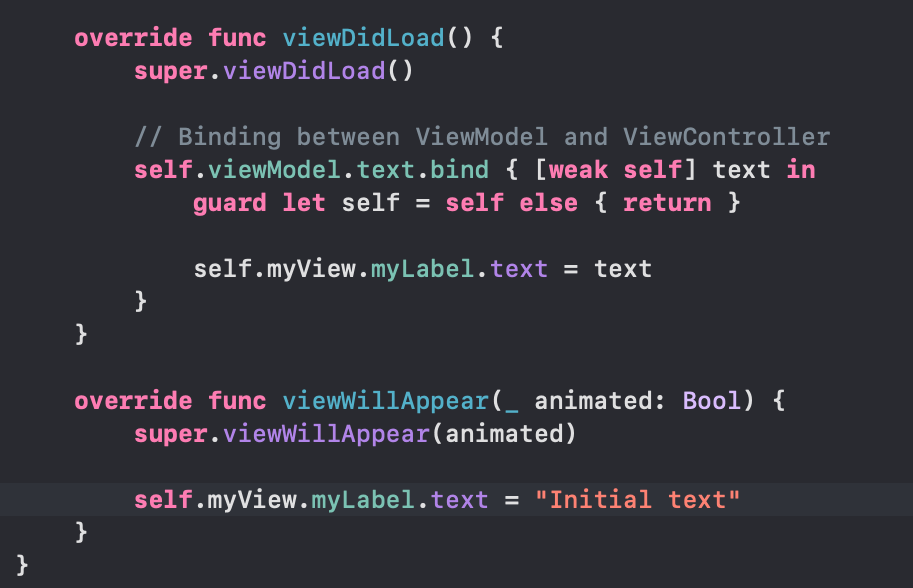 override func viewDidLoad() {
super.viewDidLoad()
// Binding between ViewModel and ViewController
self.viewModel.text.bind { [weak self] text in
guard let self = self else { return }
self.myView.myLabel.text = text
}
}
override func viewWillAppear(_ animated: Bool) {
super.viewWillAppear(animated)
self.myView.myLabel.text = "Initial text"
}
}